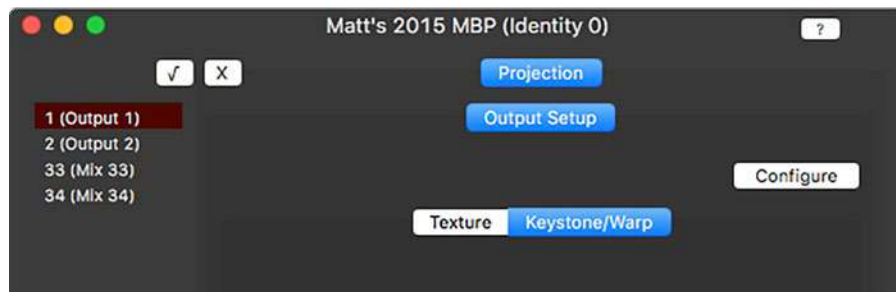 Matt's 2015 MBP (Identity 0) ?
√ X Projection
1 (Output 1) Output Setup
2 (Output 2)
33 (Mix 33) Configure
34 (Mix 34)
Texture Keystone/Warp